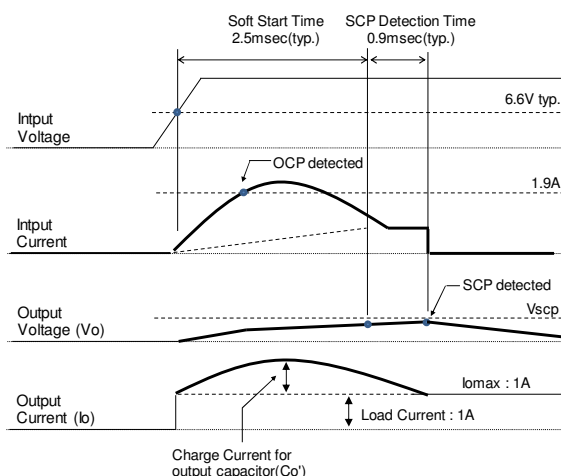 Soft Start Time
2.5msec(typ.)
SCP Detection Time
0.9msec(typ.)
6.6V typ.
Intput
Voltage
OCP detected
1.9A
Intput
Current
SCP detected
Vscp
Output
Voltage (Vo)
Iomax : 1A
Output
Current (Io)
Load Current : 1A
Charge Current for
output capacitor(Co')